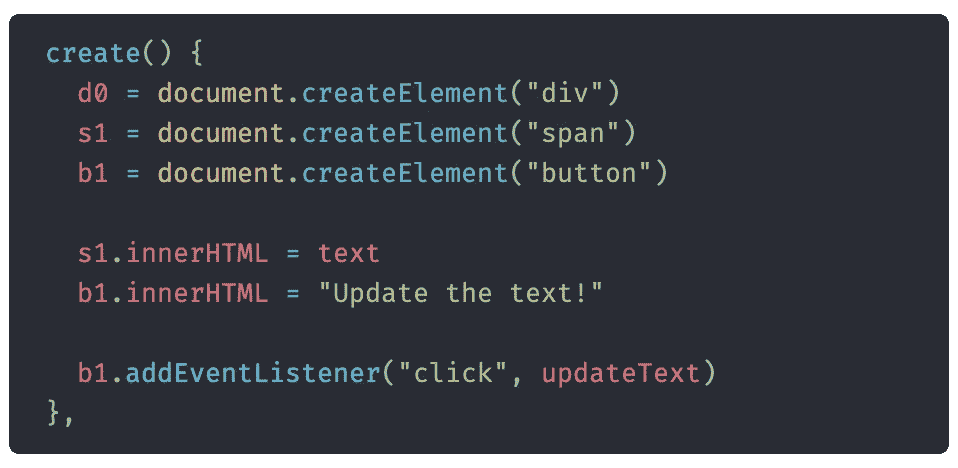 create() {
  d0 = document.createElement("div")
  s1 = document.createElement("span")
  b1 = document.createElement("button")

  s1.innerHTML = text
  b1.innerHTML = "Update the text!"

  b1.addEventListener("click", updateText)
},